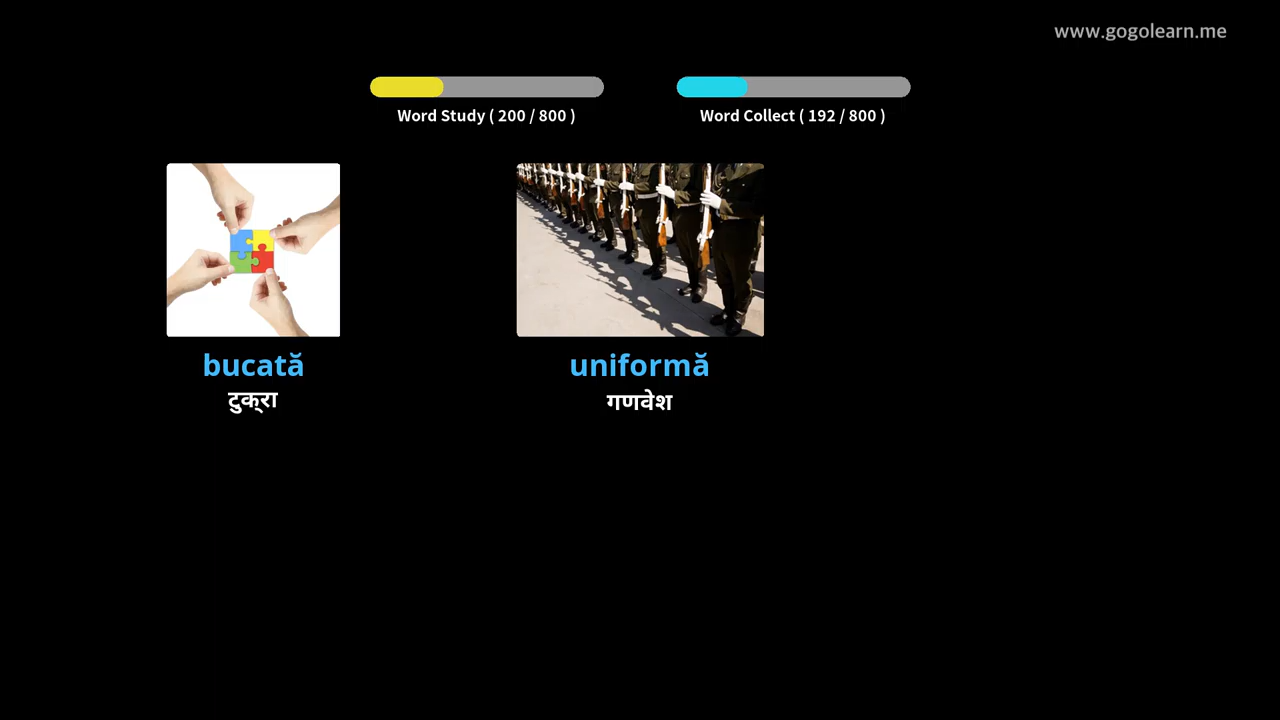 www.gogolearn.me
Word Study ( 200 / 800 )
Word Collect ( 192 / 800 )
bucată
टुक्रा
uniformă
गणवेश